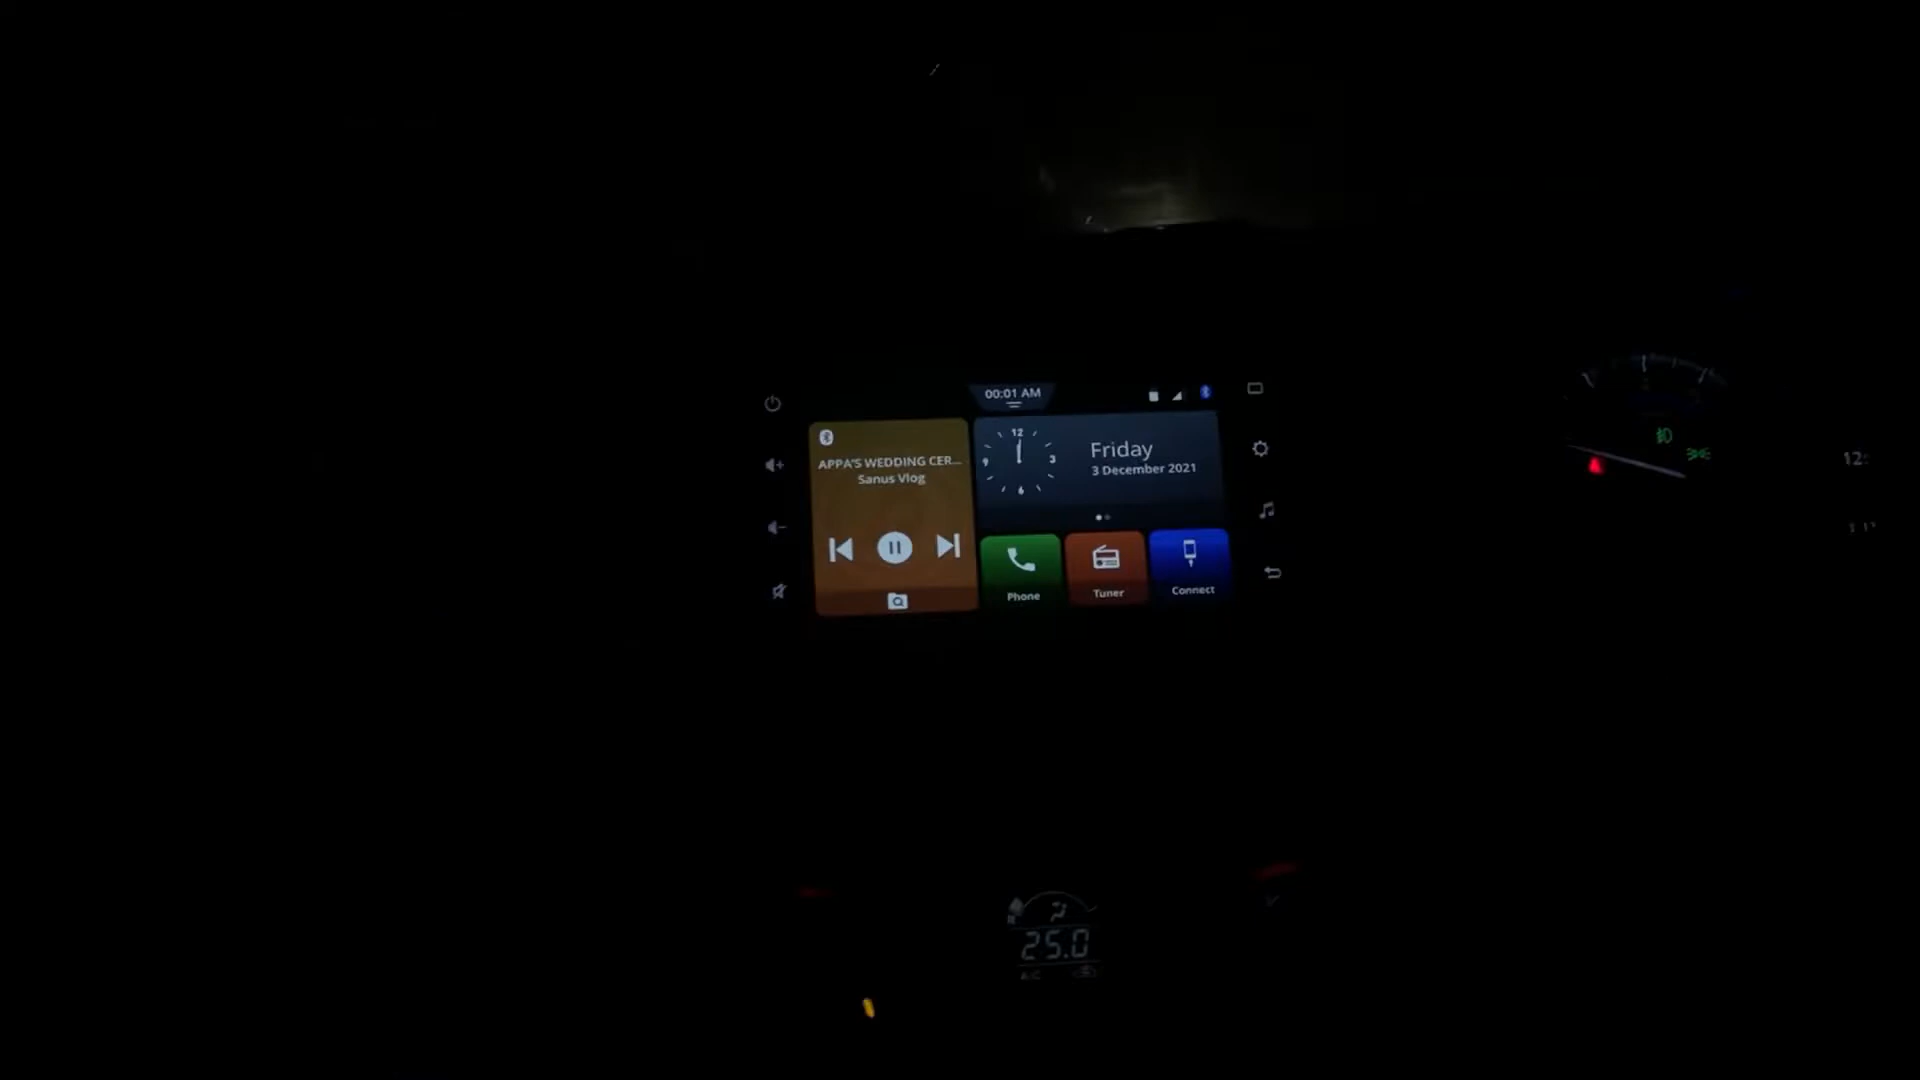 00:01 AM
APPA'S WEDDING CER...
Sanus Vlog
12
9
3
6
Friday
3 December 2021
Phone
Tuner
Connect
12:
25.0
A/C